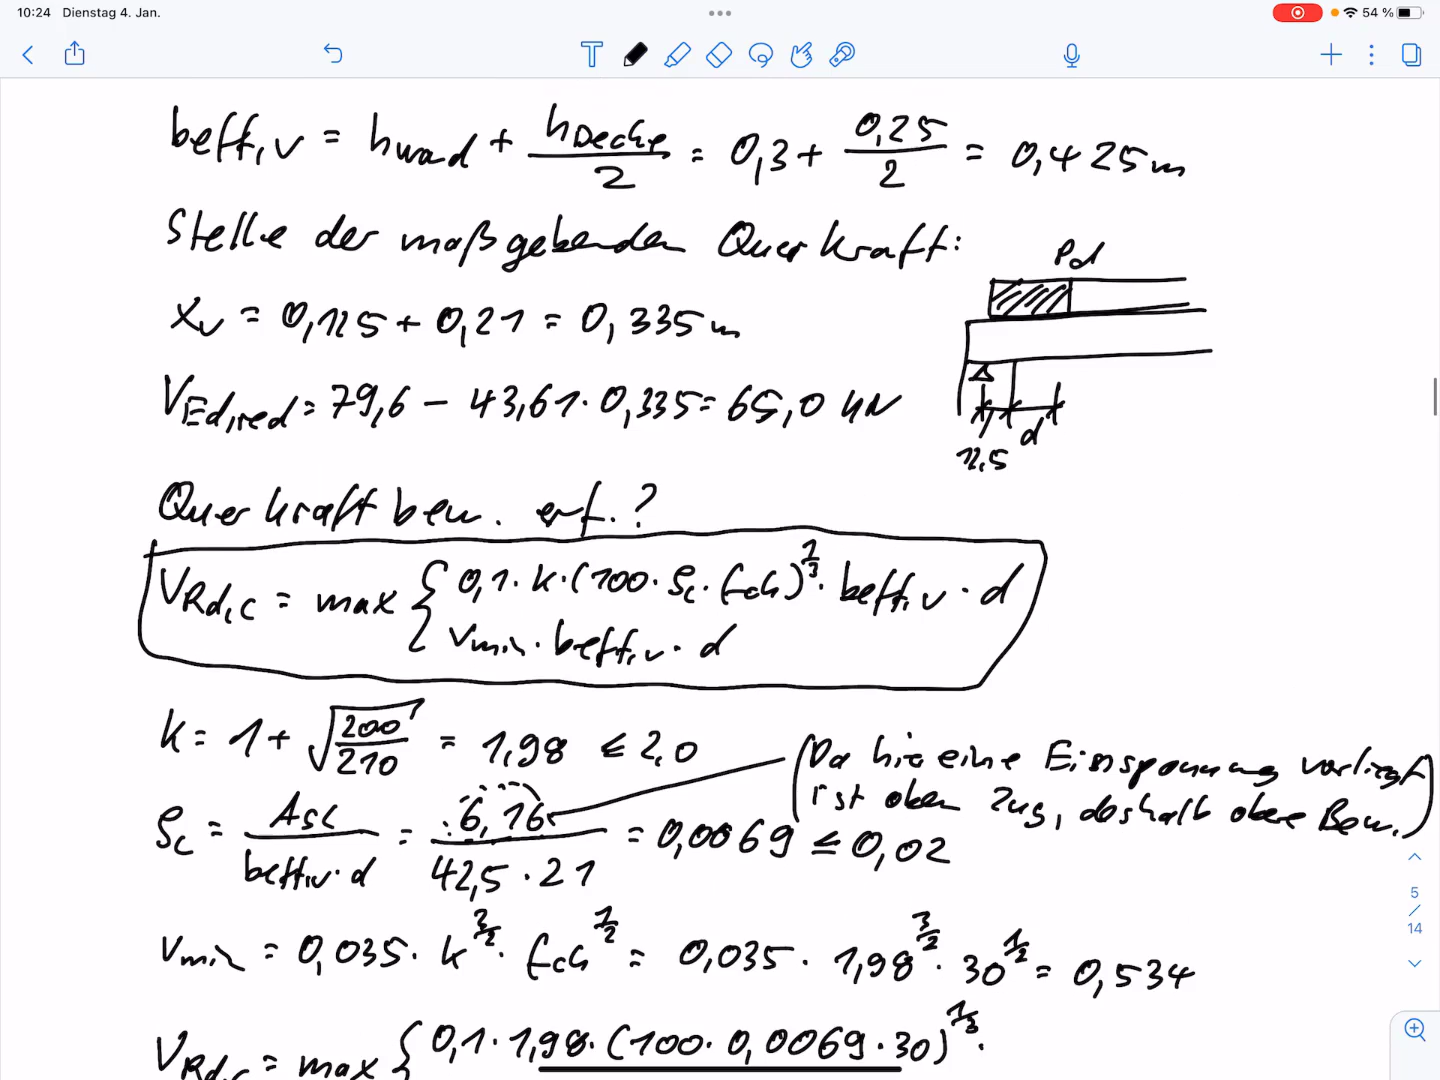 10:24 Dienstag 4. Jan.
54 %
beff,v = hWand + hDecke/2 = 0,3 + 0,25/2 = 0,425 m
Stelle der maßgebenden Querkraft:
Pd
xv = 0,125 + 0,21 = 0,335 m
VEd,red = 79,6 - 43,61 · 0,335 = 65,0 kN
d
12,5
Querkraftbew. erf.?
VRd,c = max { 0,1 · k · (100 · ρc · fck)^1/3 · beff,v · d
vmin · beff,v · d
k = 1 + √(200/210) = 1,98 ≤ 2,0
(Da hie eine Einspannung vorliegt
ist oben Zug, deshalb obere Bew.)
ρc = Asl/(beff,v · d) = 6,16/(42,5 · 21) = 0,0069 ≤ 0,02
vmin = 0,035 · k^3/2 · fck^1/2 = 0,035 · 1,98^3/2 · 30^1/2 = 0,534
VRd,c = max { 0,1 · 1,98 · (100 · 0,0069 · 30)^1/3 ·
5
/
14